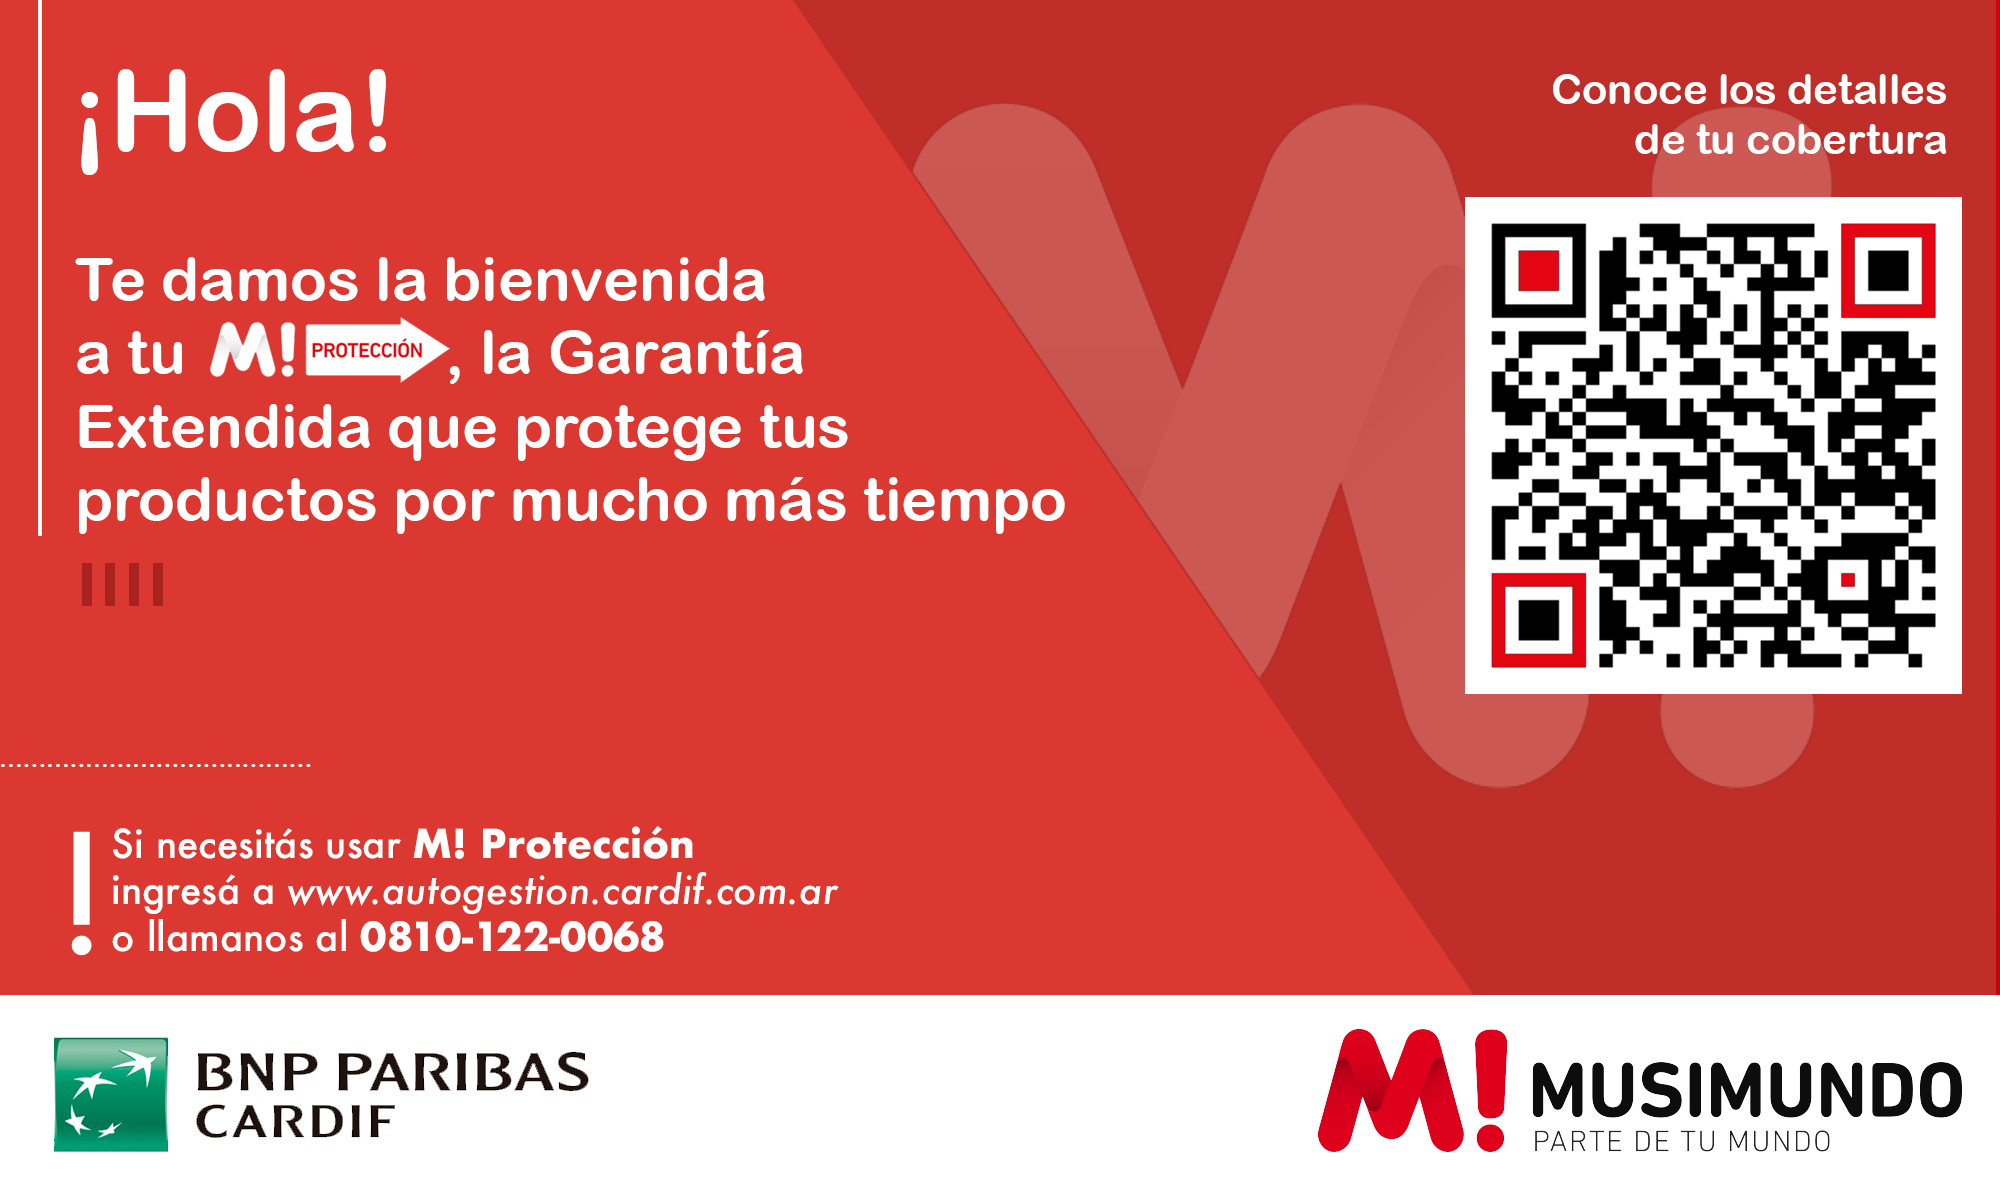 ¡Hola!
Te damos la bienvenida
a tu M! PROTECCIÓN, la Garantía
Extendida que protege tus
productos por mucho más tiempo
Conoce los detalles
de tu cobertura
Si necesitás usar M! Protección
ingresá a www.autogestion.cardif.com.ar
o llamanos al 0810-122-0068
BNP PARIBAS
CARDIF
M! MUSIMUNDO
PARTE DE TU MUNDO